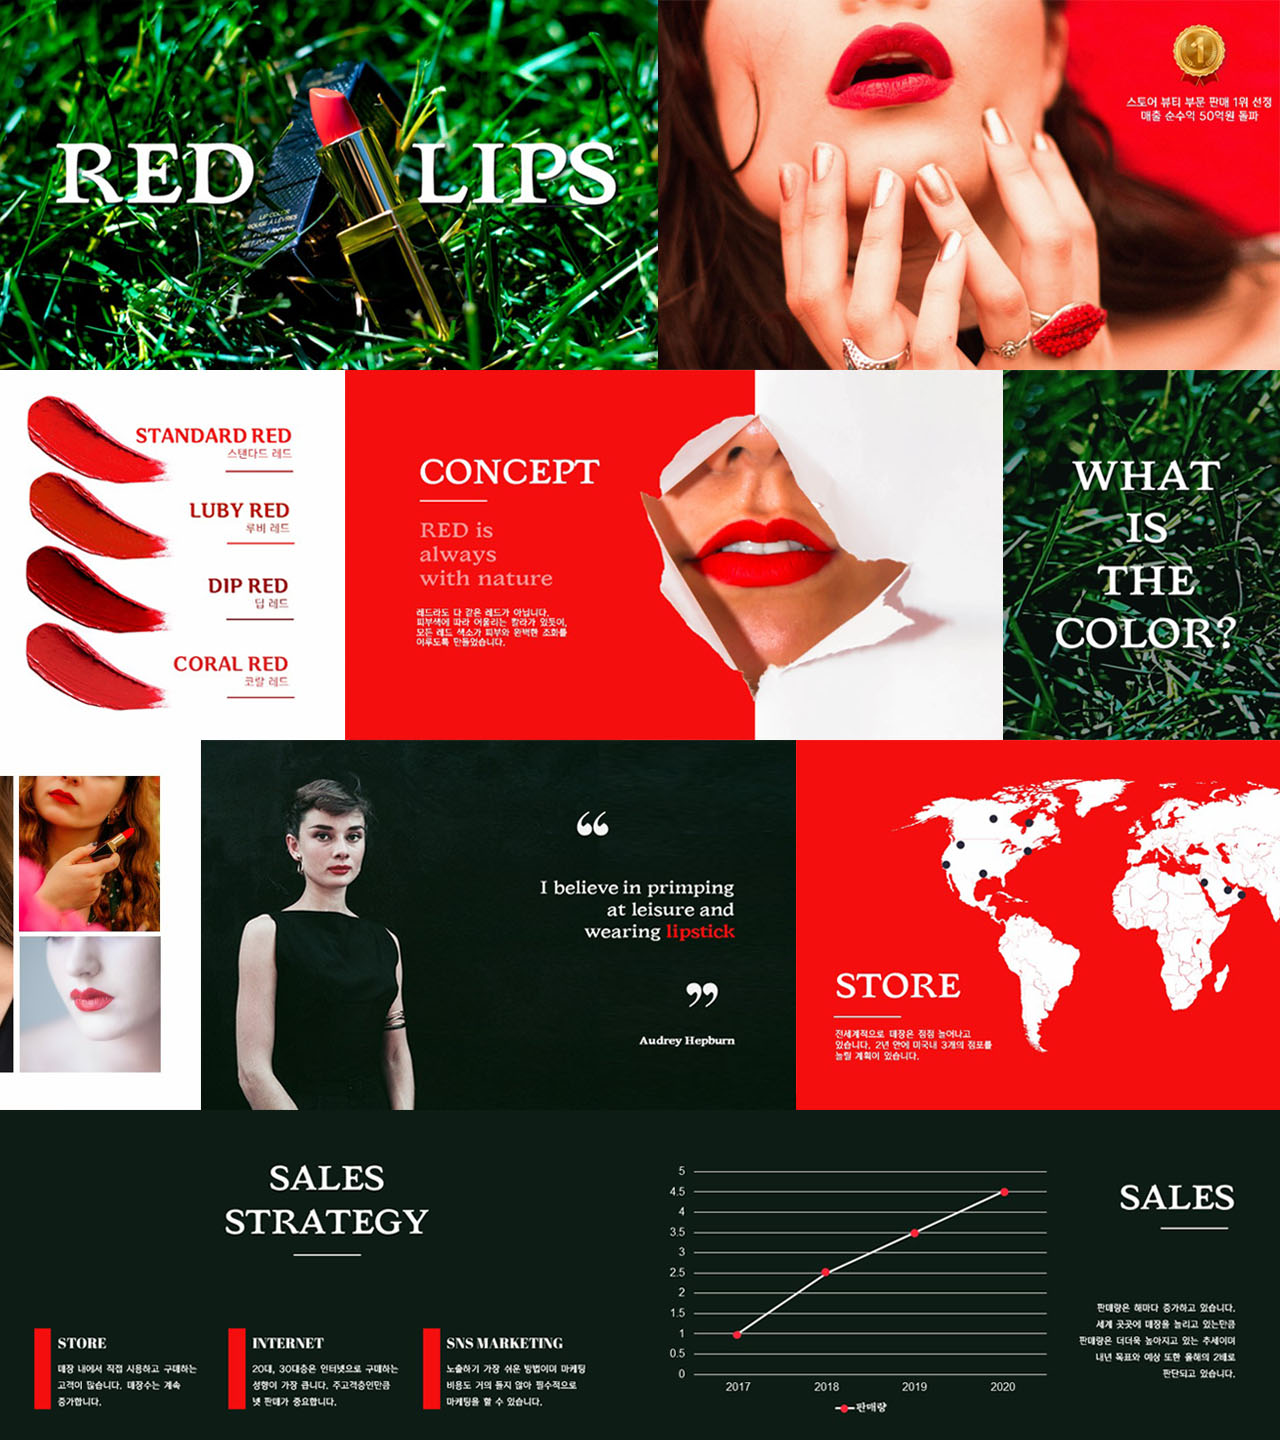 RED LIPS
LIP COLOR
ROUGE A LEVRES
1
스토어 뷰티 부문 판매 1위 선정
매출 순수익 50억원 돌파
STANDARD RED
스탠다드 레드
LUBY RED
루비 레드
DIP RED
딥 레드
CORAL RED
코랄 레드
CONCEPT
RED is
always
with nature
레드라도 다 같은 레드가 아닙니다.
피부색에 따라 어울리는 칼라가 있듯이,
모든 레드 색소가 피부와 완벽한 조화를
이루도록 만들었습니다.
WHAT
IS
THE
COLOR?
“
I believe in primping
at leisure and
wearing lipstick
”
Audrey Hepburn
STORE
전세계적으로 매장은 점점 늘어나고
있습니다. 2년 안에 미국내 3개의 점포를
늘릴 계획이 있습니다.
SALES
STRATEGY
STORE
매장 내에서 직접 시용하고 구매하는
고객이 많습니다. 매장수는 계속
증가합니다.
INTERNET
20대, 30대층은 인터넷으로 구매하는
성향이 가장 큽니다. 주고객층인만큼
넷 판매가 중요합니다.
SNS MARKETING
노출하기 가장 쉬운 방법이며 마케팅
비용도 거의 들지 않아 필수적으로
마케팅을 할 수 있습니다.
5
4.5
4
3.5
3
2.5
2
1.5
1
0.5
0
2017 2018 2019 2020
판매량
SALES
판매량은 해마다 증가하고 있습니다.
세계 곳곳에 매장을 늘리고 있는만큼
판매량은 더더욱 높아지고 있는 추세이며
내년 목표와 예상 또한 올해의 2배로
판단되고 있습니다.